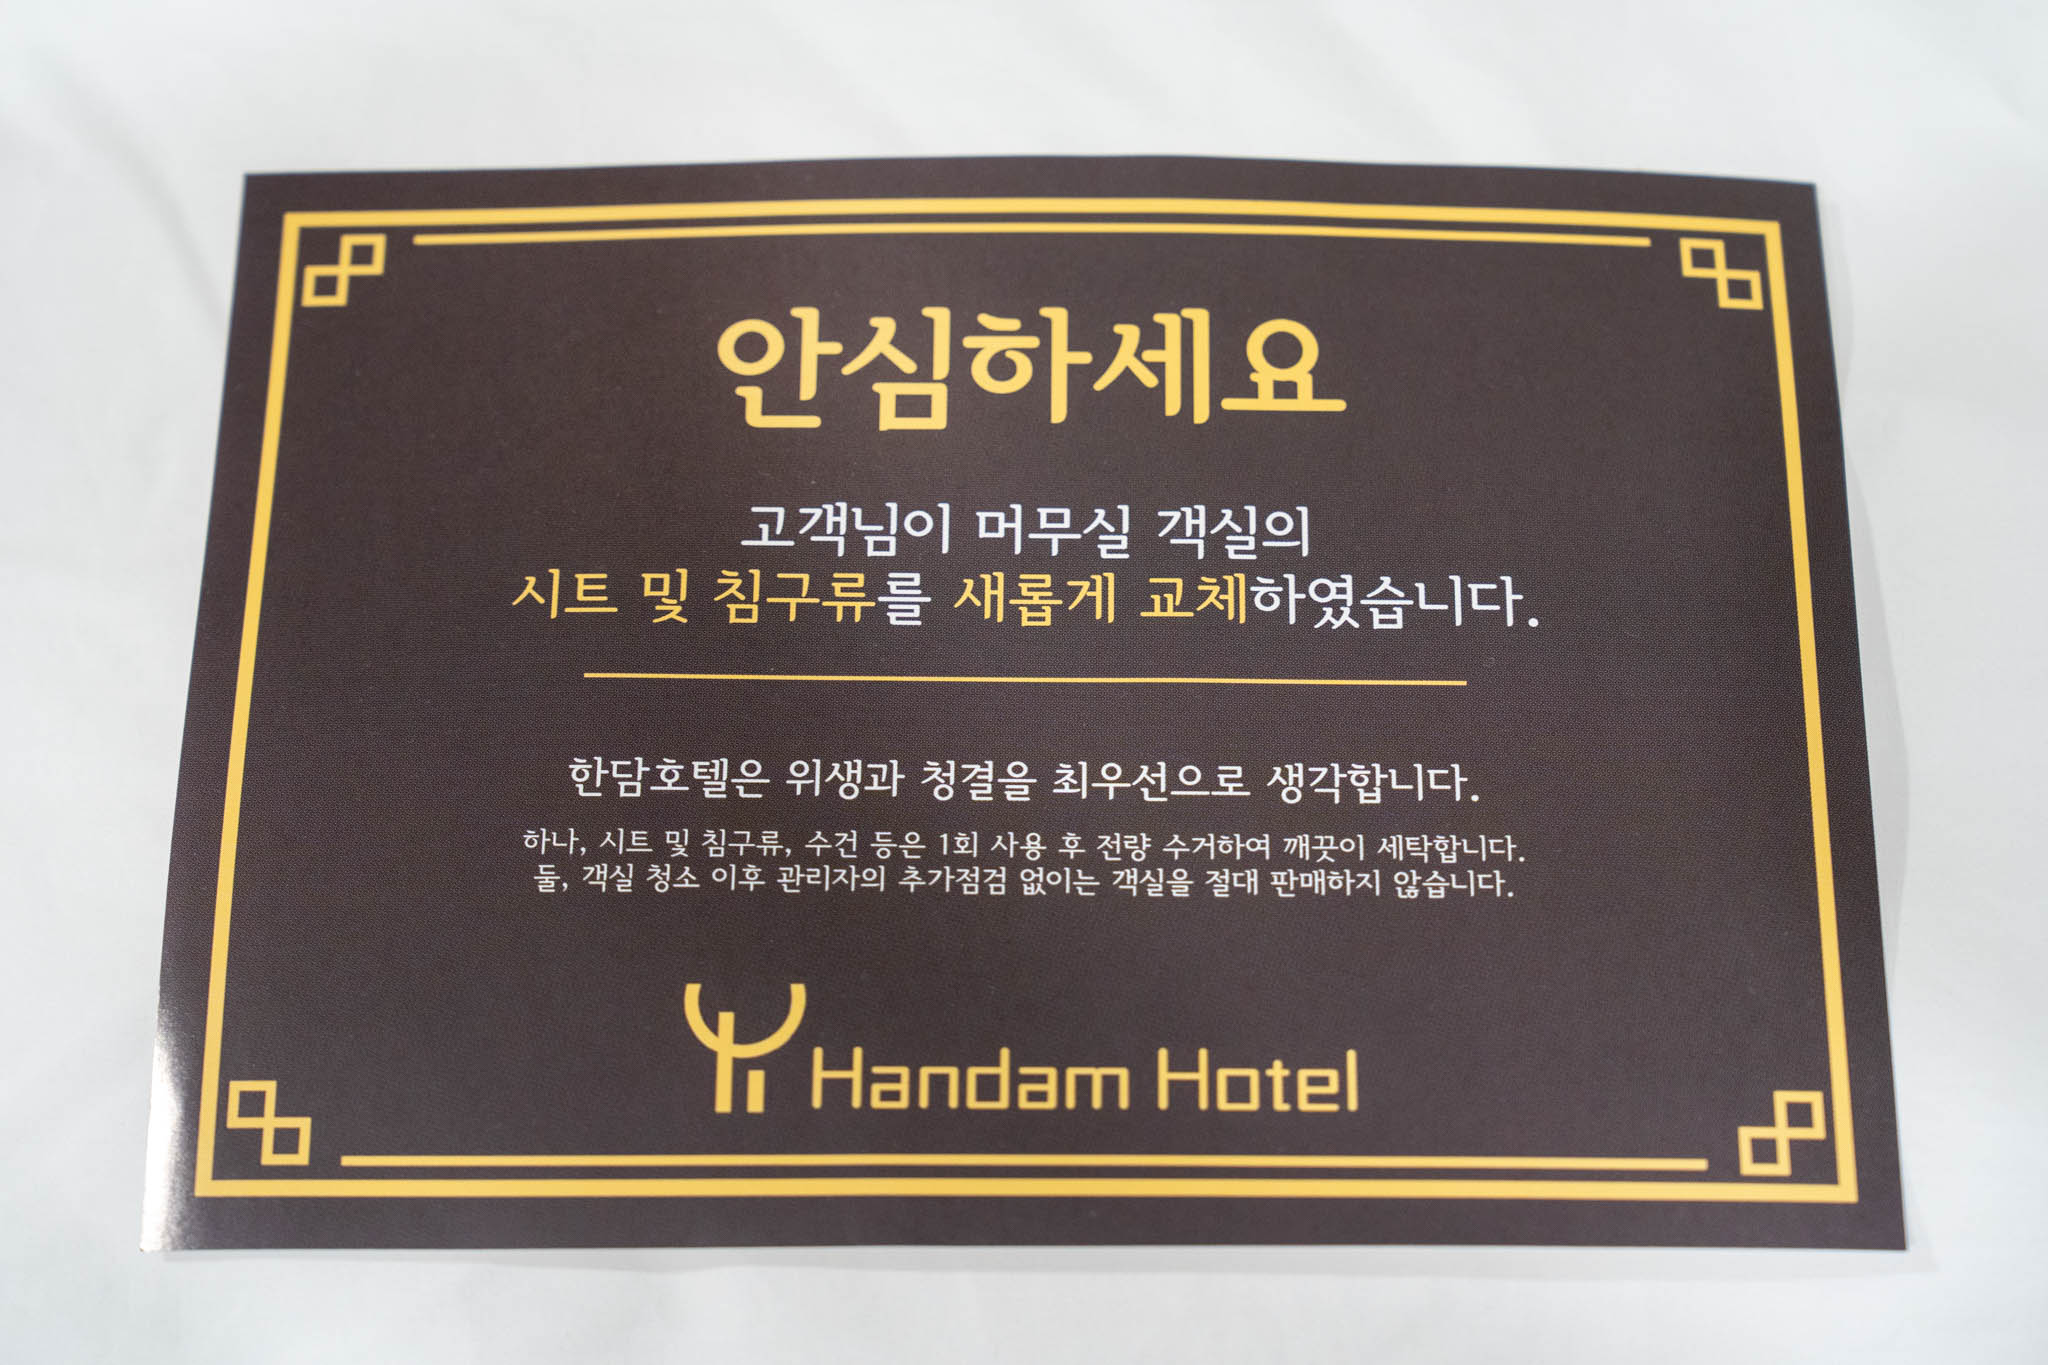 안심하세요
고객님이 머무실 객실의
시트 및 침구류를 새롭게 교체하였습니다.
한담호텔은 위생과 청결을 최우선으로 생각합니다.
하나, 시트 및 침구류, 수건 등은 1회 사용 후 전량 수거하여 깨끗이 세탁합니다.
둘, 객실 청소 이후 관리자의 추가점검 없이는 객실을 절대 판매하지 않습니다.
Handam Hotel